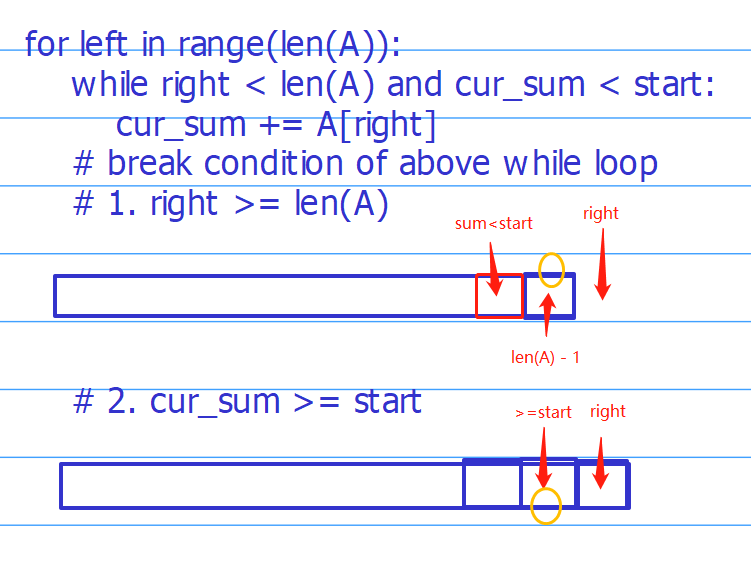 for left in range(len(A)):
while right < len(A) and cur_sum < start:
cur_sum += A[right]
# break condition of above while loop
# 1. right >= len(A)
sum<start
right
len(A) - 1
# 2. cur_sum >= start
>=start
right